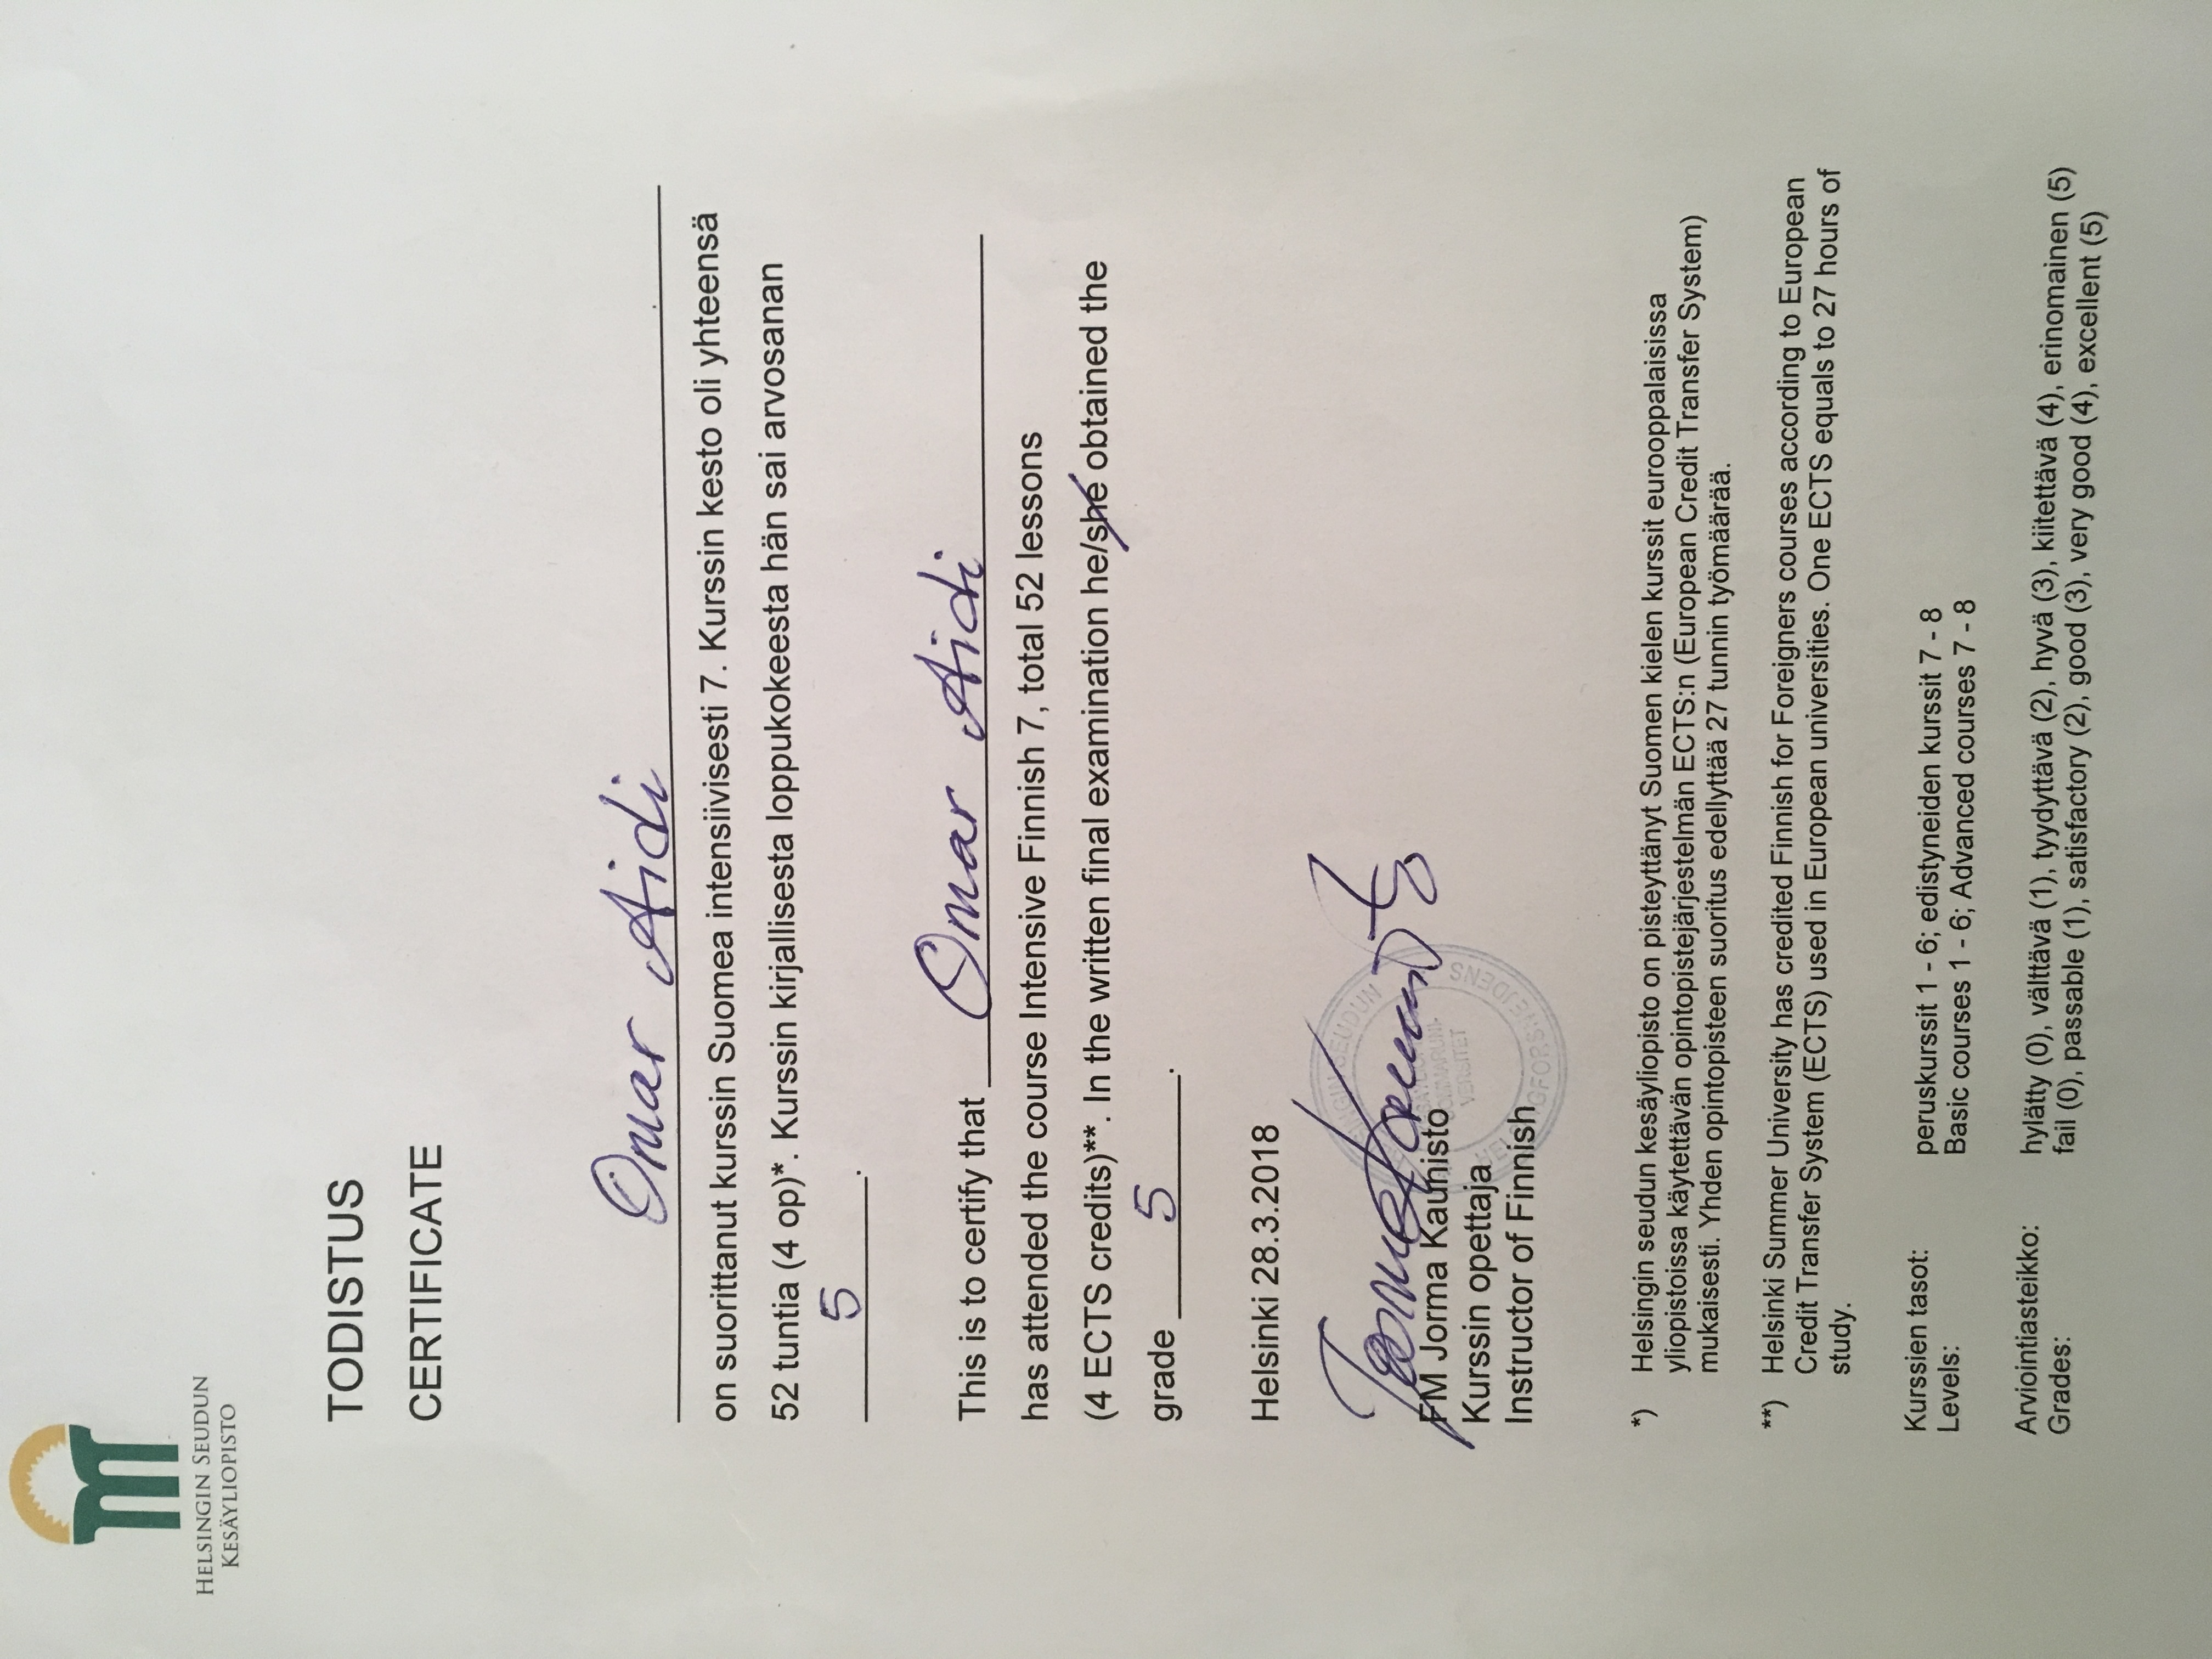 HELSINGIN SEUDUN
KESÄYLIOPISTO
TODISTUS
CERTIFICATE
Omar Aidi
on suorittanut kurssin Suomea intensiivisesti 7. Kurssin kesto oli yhteensä
52 tuntia (4 op)*. Kurssin kirjallisesta loppukokeesta hän sai arvosanan
5.
This is to certify that Omar Aidi
has attended the course Intensive Finnish 7, total 52 lessons
(4 ECTS credits)**. In the written final examination he/she obtained the
grade 5.
Helsinki 28.3.2018
Jorma Kaunisto
FM Jorma Kaunisto
Kurssin opettaja
Instructor of Finnish
SEUDUN
SOMMARUNI-
VERSITET
HELSINGFORSNEJDENS
*) Helsingin seudun kesäyliopisto on pisteyttänyt Suomen kielen kurssit eurooppalaisissa
yliopistoissa käytettävän opintopistejärjestelmän ECTS:n (European Credit Transfer System)
mukaisesti. Yhden opintopisteen suoritus edellyttää 27 tunnin työmäärää.
**) Helsinki Summer University has credited Finnish for Foreigners courses according to European
Credit Transfer System (ECTS) used in European universities. One ECTS equals to 27 hours of
study.
Kurssien tasot: peruskurssit 1 - 6; edistyneiden kurssit 7 - 8
Levels: Basic courses 1 - 6; Advanced courses 7 - 8
Arviointiasteikko: hylätty (0), välttävä (1), tyydyttävä (2), hyvä (3), kiitettävä (4), erinomainen (5)
Grades: fail (0), passable (1), satisfactory (2), good (3), very good (4), excellent (5)